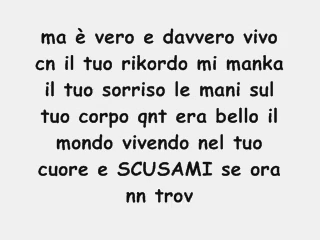 ma è vero e davvero vivo
cn il tuo rikordo mi manka
il tuo sorriso le mani sul
tuo corpo qnt era bello il
mondo vivendo nel tuo
cuore e SCUSAMI se ora
nn trov